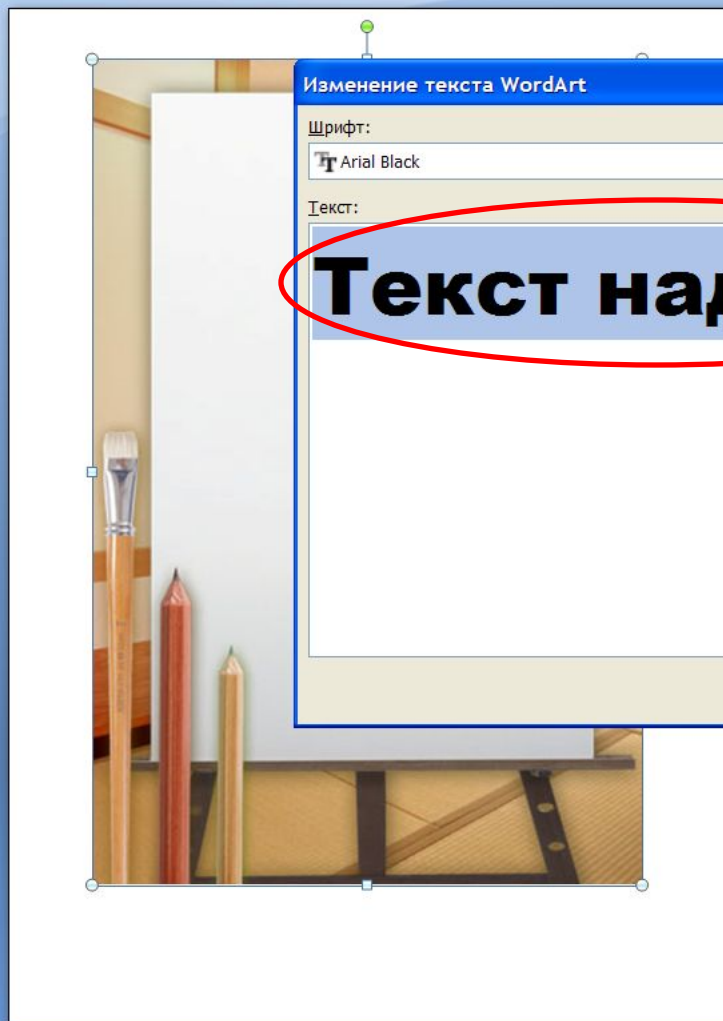 Изменение текста WordArt
Шрифт:
Arial Black
Текст:
Текст над